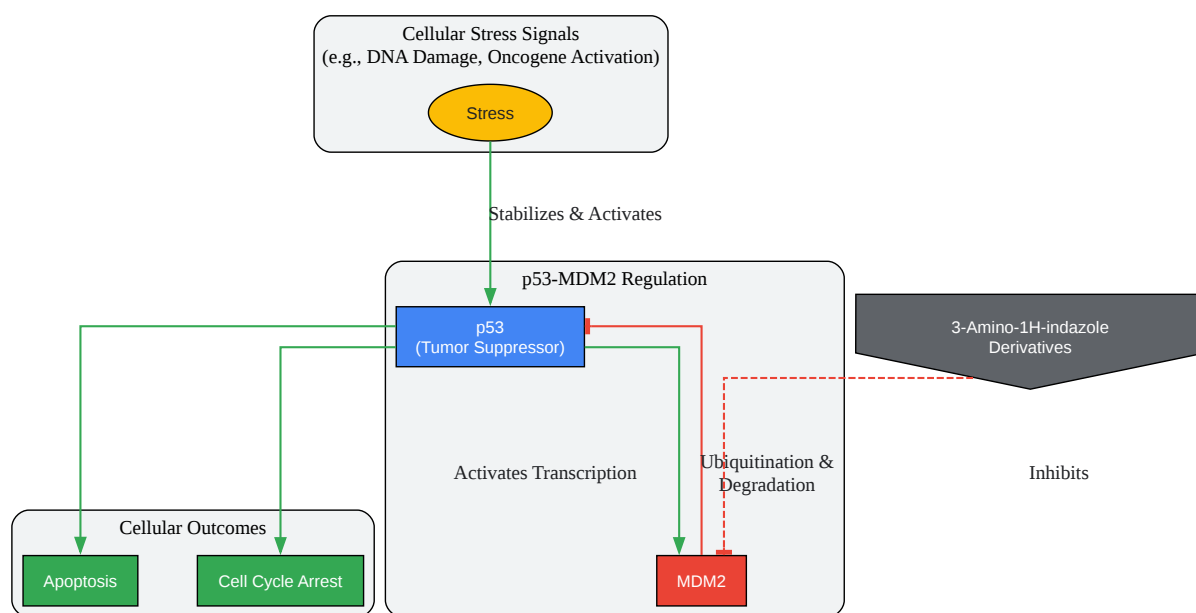 Cellular Stress Signals
(e.g., DNA Damage, Oncogene Activation)
Stress
Stabilizes & Activates
p53-MDM2 Regulation
p53
(Tumor Suppressor)
3-Amino-1H-indazole
Derivatives
Activates Transcription
Ubiquitination &
Degradation
Inhibits
Cellular Outcomes
Apoptosis
Cell Cycle Arrest
MDM2